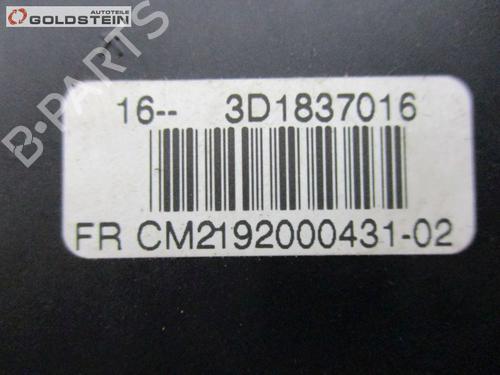 AUTOTEILE
GOLDSTEIN
B-PARTS
16-- 3D1837016
FR CM2192000431-02